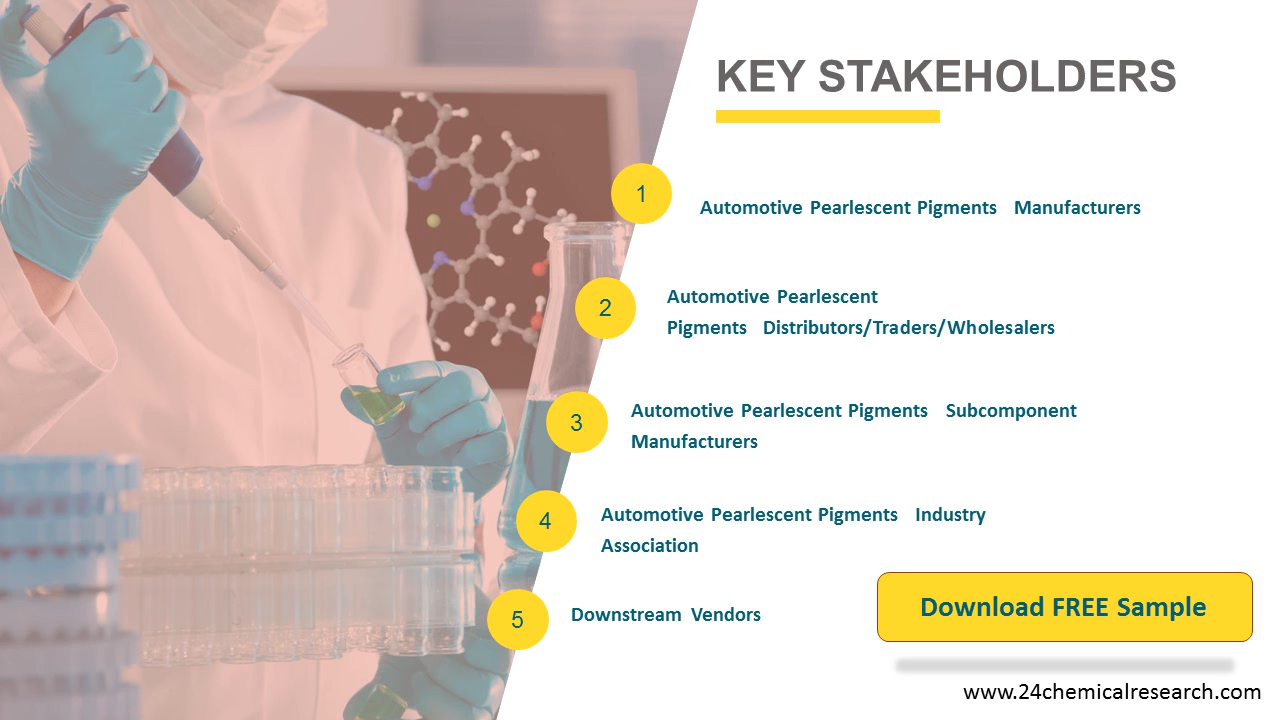 KEY STAKEHOLDERS
1
Automotive Pearlescent Pigments Manufacturers
2
Automotive Pearlescent
Pigments Distributors/Traders/Wholesalers
3
Automotive Pearlescent Pigments Subcomponent
Manufacturers
4
Automotive Pearlescent Pigments Industry
Association
5
Downstream Vendors
Download FREE Sample
www.24chemicalresearch.com